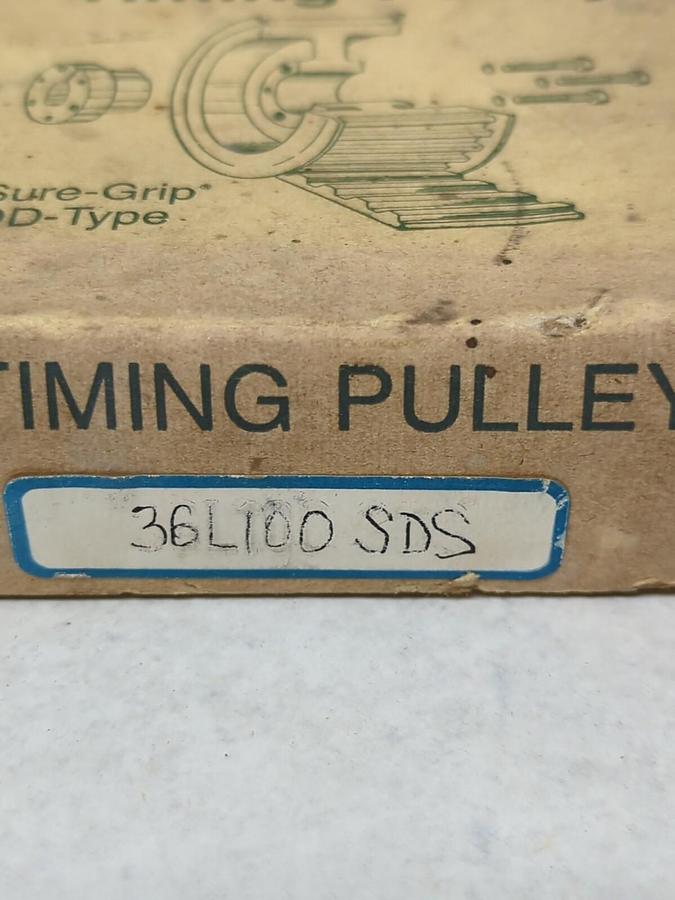 Sure-Grip®
QD-Type
TIMING PULLEY
36L100 SDS